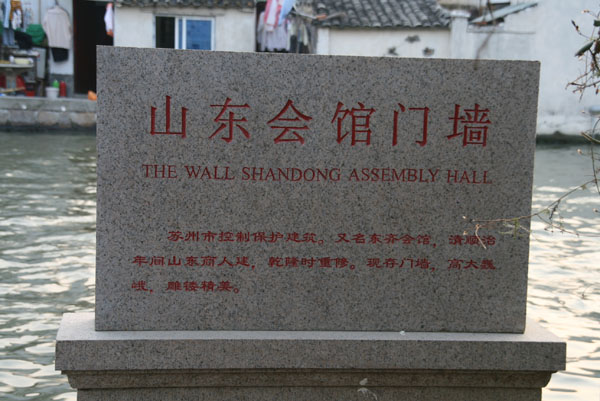 山东会馆门墙
THE WALL SHANDONG ASSEMBLY HALL
苏州市控制保护建筑。又名东齐会馆，清顺治
年间山东商人建，乾隆时重修。现存门墙，高大巍
峨，雕镂精美。